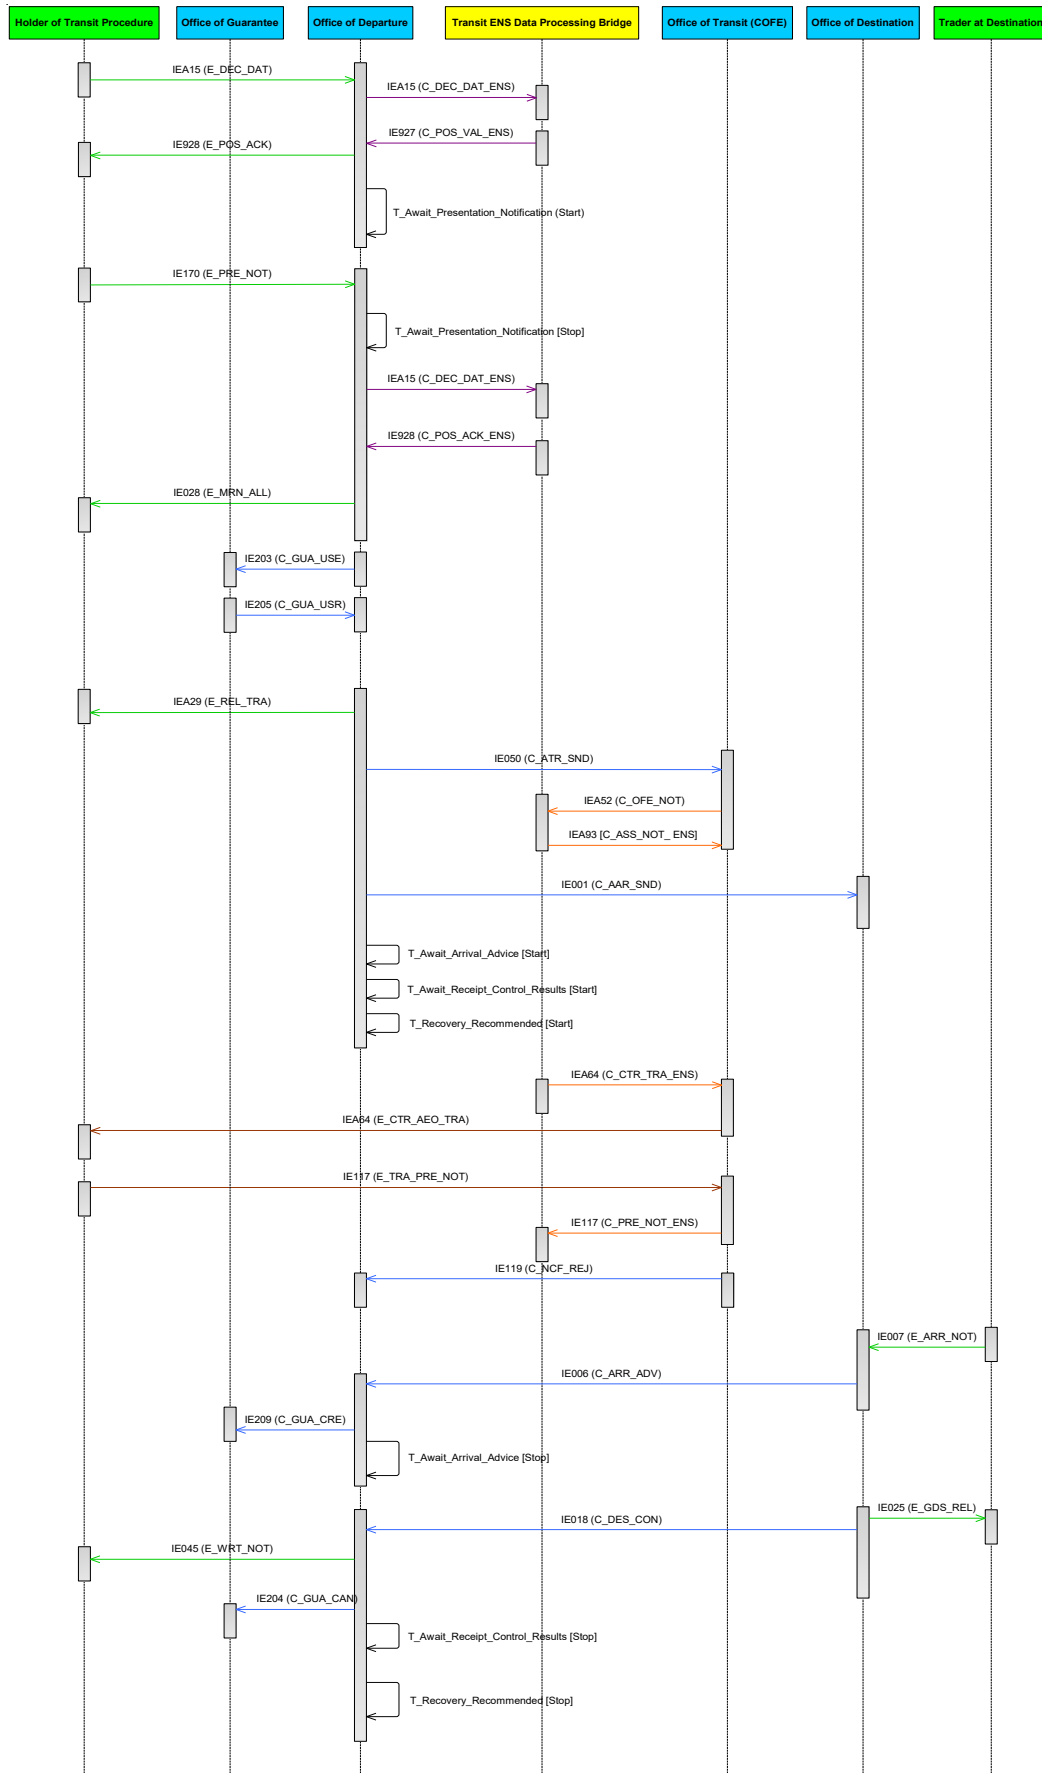 Holder of Transit Procedure
Office of Guarantee
Office of Departure
Transit ENS Data Processing Bridge
Office of Transit (COFE)
Office of Destination
Trader at Destination
IEA15 (E_DEC_DAT)
IEA15 (C_DEC_DAT_ENS)
IE927 (C_POS_VAL_ENS)
IE928 (E_POS_ACK)
T_Await_Presentation_Notification (Start)
IE170 (E_PRE_NOT)
T_Await_Presentation_Notification [Stop]
IEA15 (C_DEC_DAT_ENS)
IE928 (C_POS_ACK_ENS)
IE028 (E_MRN_ALL)
IE203 (C_GUA_USE)
IE205 (C_GUA_USR)
IEA29 (E_REL_TRA)
IE050 (C_ATR_SND)
IEA52 (C_OFE_NOT)
IEA93 [C_ASS_NOT_ ENS]
IE001 (C_AAR_SND)
T_Await_Arrival_Advice [Start]
T_Await_Receipt_Control_Results [Start]
T_Recovery_Recommended [Start]
IEA64 (C_CTR_TRA_ENS)
IEA64 (E_CTR_AEO_TRA)
IE117 (E_TRA_PRE_NOT)
IE117 (C_PRE_NOT_ENS)
IE119 (C_NCF_REJ)
IE007 (E_ARR_NOT)
IE006 (C_ARR_ADV)
IE209 (C_GUA_CRE)
T_Await_Arrival_Advice [Stop]
IE025 (E_GDS_REL)
IE018 (C_DES_CON)
IE045 (E_WRT_NOT)
IE204 (C_GUA_CAN)
T_Await_Receipt_Control_Results [Stop]
T_Recovery_Recommended [Stop]